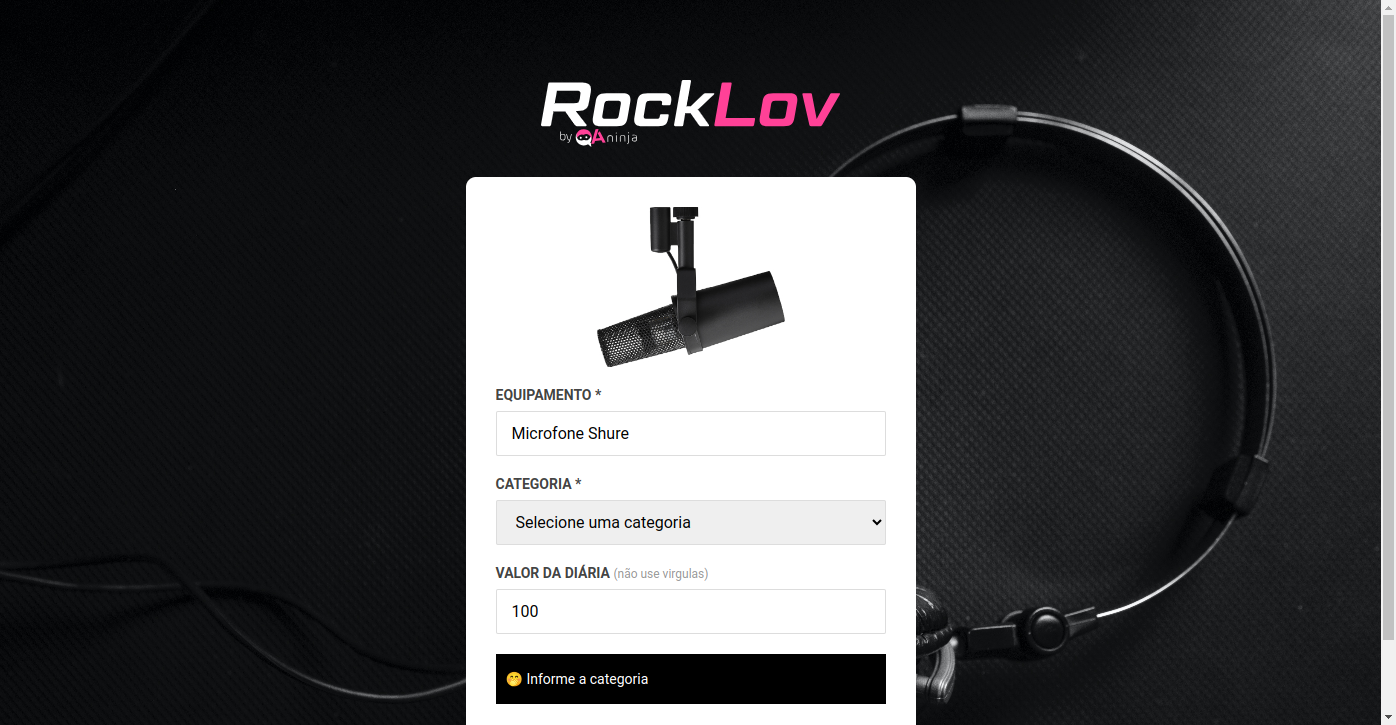 RockLov
by QAninja
EQUIPAMENTO *
Microfone Shure
CATEGORIA *
Selecione uma categoria
VALOR DA DIÁRIA (não use virgulas)
100
🤭 Informe a categoria